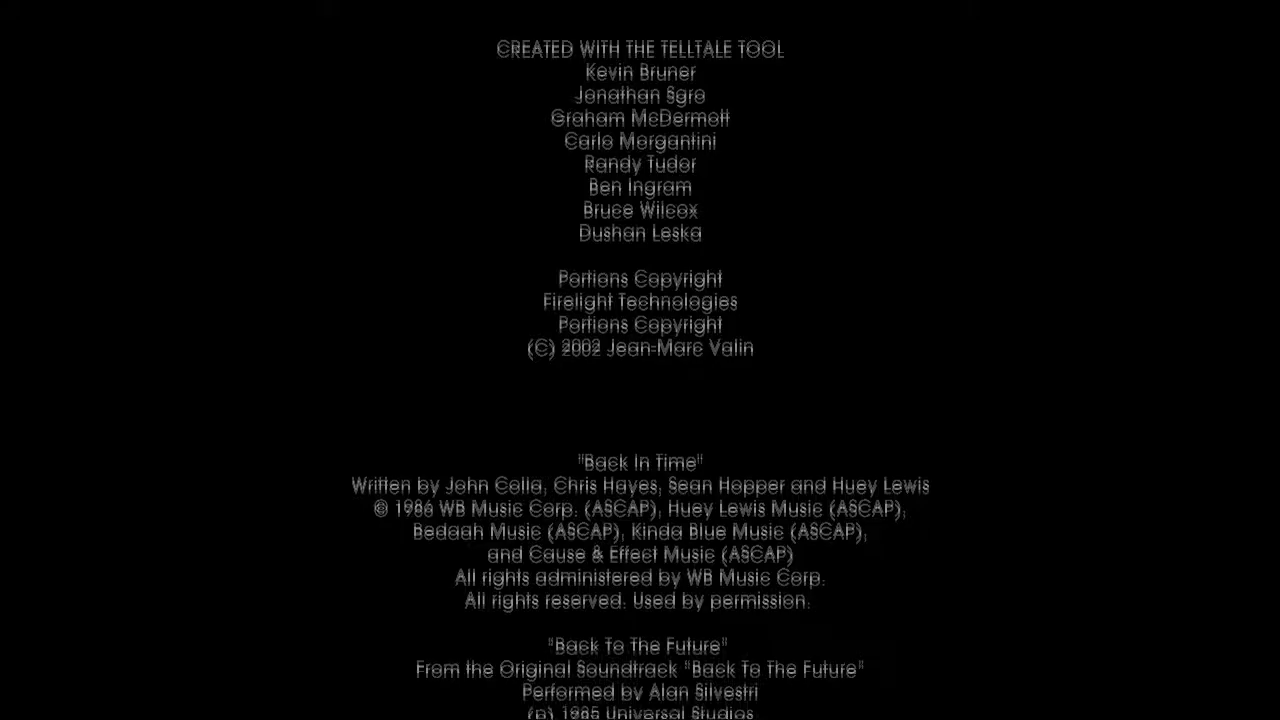 CREATED WITH THE TELLTALE TOOL
Kevin Bruner
Jonathan Sgro
Graham McDermott
Carlo Morgantini
Randy Tudor
Ben Ingram
Bruce Wilcox
Dushan Leska
Portions Copyright
Firelight Technologies
Portions Copyright
(C) 2002 Jean-Marc Valin
"Back In Time"
Written by John Colla, Chris Hayes, Sean Hopper and Huey Lewis
© 1986 WB Music Corp. (ASCAP), Huey Lewis Music (ASCAP),
Bedaah Music (ASCAP), Kinda Blue Music (ASCAP),
and Cause & Effect Music (ASCAP)
All rights administered by WB Music Corp.
All rights reserved. Used by permission.
"Back To The Future"
From the Original Soundtrack "Back To The Future"
Performed by Alan Silvestri
(p) 1985 Universal Studios